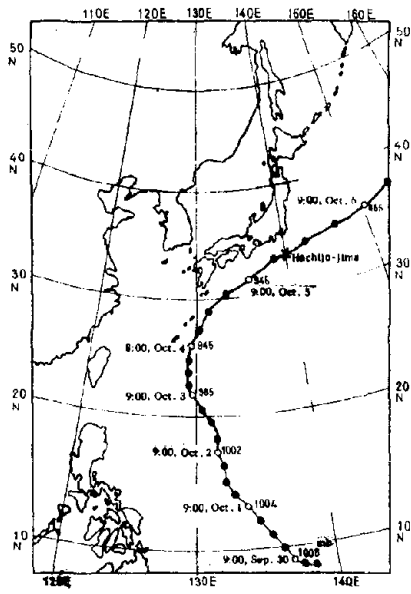 110E 120E 130E 140E 150E 160E
50
N
50
N
40
N
40
N
9:00, Oct. 6
965
Hachijo-jima
30
N
30
N
945
9:00, Oct. 5
8:00, Oct. 4
945
9:00, Oct. 3
985
20
N
20
N
9:00, Oct. 2
1002
9:00, Oct. 1
1004
10
N
10
N
1008
9:00, Sep. 30
120E 130E 140E